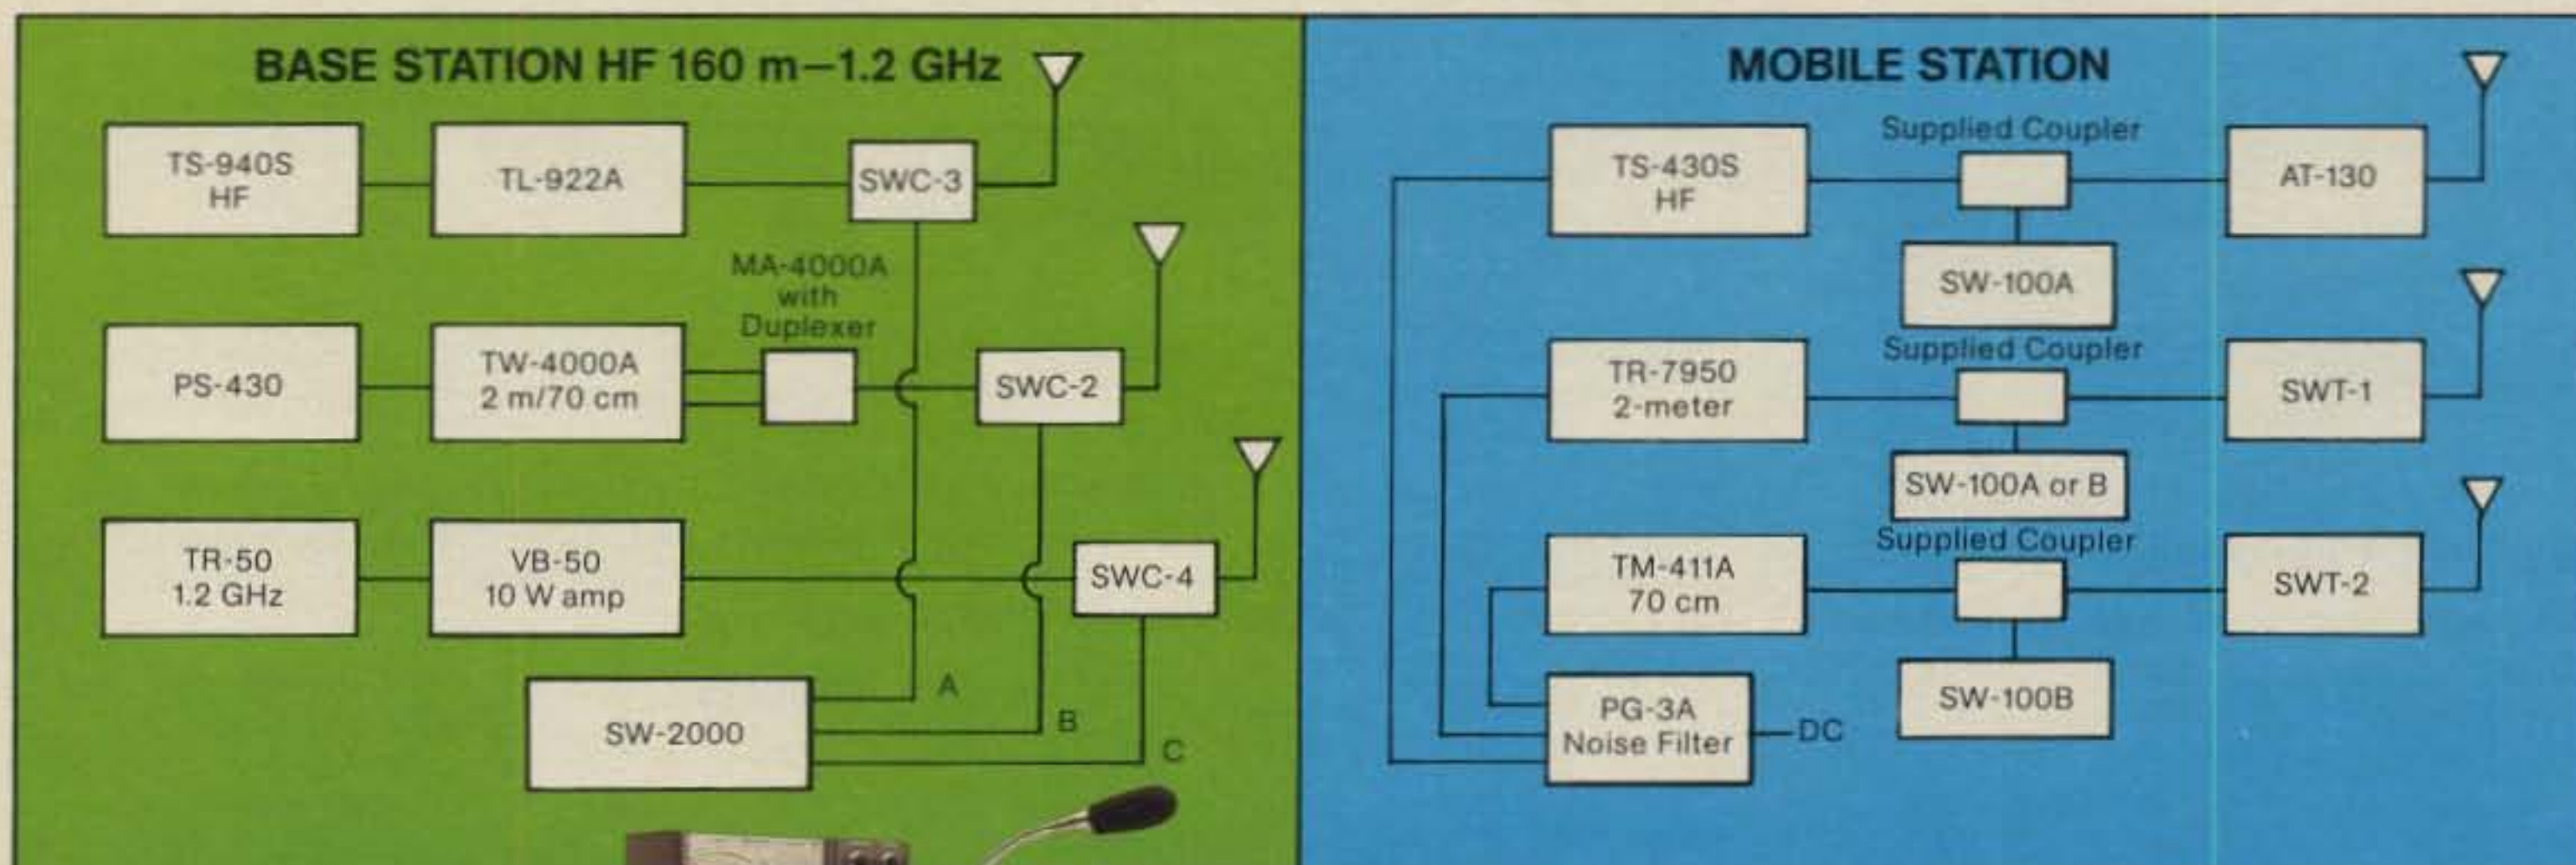 BASE STATION HF 160 m–1.2 GHz
TS-940S
HF
TL-922A
SWC-3
MA-4000A
with
Duplexer
PS-430
TW-4000A
2 m/70 cm
SWC-2
TR-50
1.2 GHz
VB-50
10 W amp
SWC-4
SW-2000
A
B
C
MOBILE STATION
TS-430S
HF
Supplied Coupler
AT-130
SW-100A
TR-7950
2-meter
Supplied Coupler
SWT-1
SW-100A or B
TM-411A
70 cm
Supplied Coupler
SWT-2
SW-100B
PG-3A
Noise Filter
DC